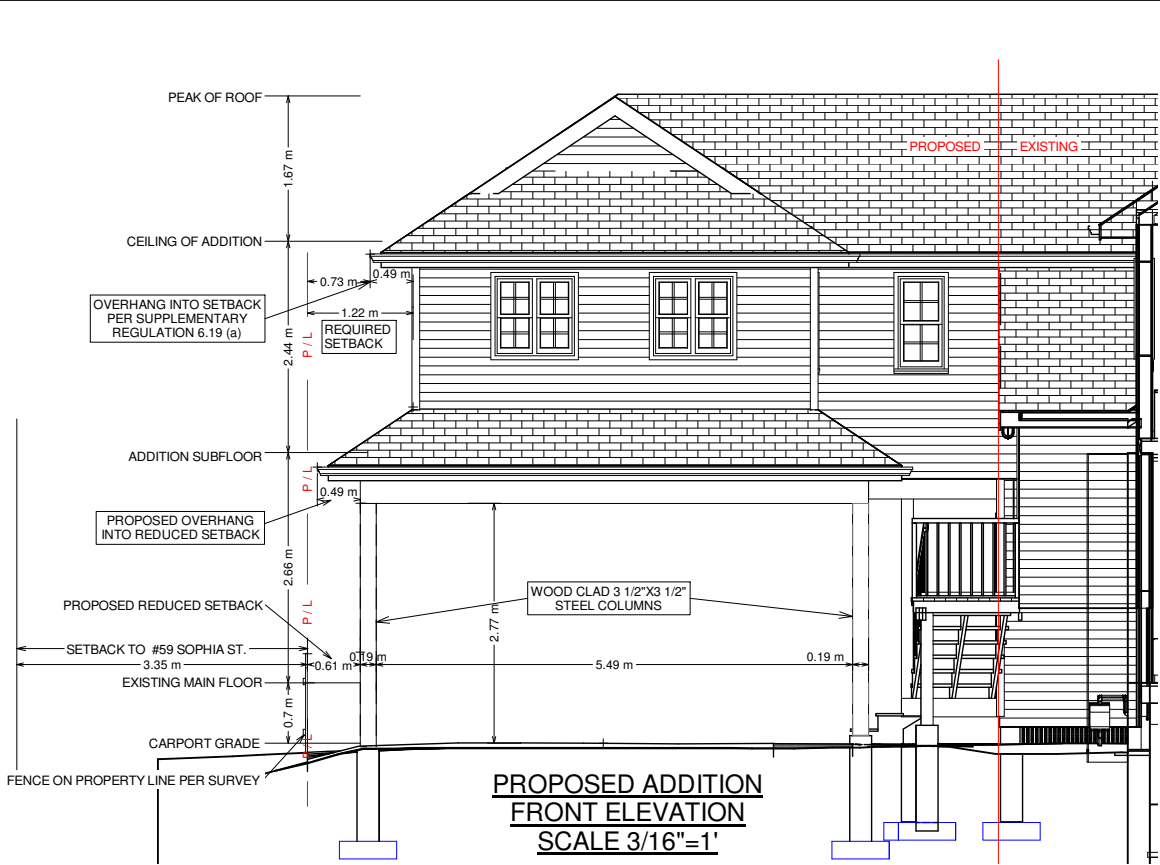 PEAK OF ROOF
1.67 m
PROPOSED
EXISTING
CEILING OF ADDITION
0.49 m
0.73 m
OVERHANG INTO SETBACK
PER SUPPLEMENTARY
REGULATION 6.19 (a)
1.22 m
REQUIRED
SETBACK
P / L
2.44 m
ADDITION SUBFLOOR
P / L
0.49 m
PROPOSED OVERHANG
INTO REDUCED SETBACK
2.66 m
WOOD CLAD 3 1/2"X3 1/2"
STEEL COLUMNS
PROPOSED REDUCED SETBACK
P / L
2.77 m
SETBACK TO #59 SOPHIA ST.
3.35 m
0.61 m
0.19 m
5.49 m
0.19 m
EXISTING MAIN FLOOR
0.7 m
CARPORT GRADE
P / L
FENCE ON PROPERTY LINE PER SURVEY
PROPOSED ADDITION
FRONT ELEVATION
SCALE 3/16"=1'